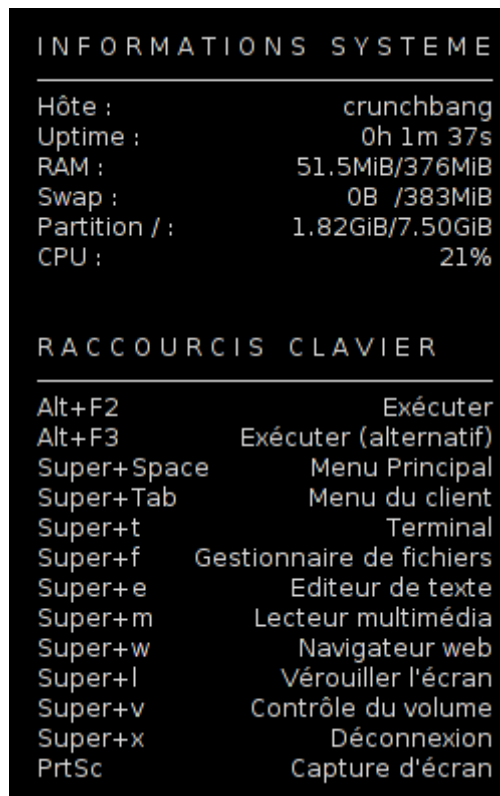 INFORMATIONS SYSTEME
Hôte : crunchbang
Uptime : 0h 1m 37s
RAM : 51.5MiB/376MiB
Swap : 0B /383MiB
Partition / : 1.82GiB/7.50GiB
CPU : 21%
RACCOURCIS CLAVIER
Alt+F2 Exécuter
Alt+F3 Exécuter (alternatif)
Super+Space Menu Principal
Super+Tab Menu du client
Super+t Terminal
Super+f Gestionnaire de fichiers
Super+e Editeur de texte
Super+m Lecteur multimédia
Super+w Navigateur web
Super+l Vérouiller l'écran
Super+v Contrôle du volume
Super+x Déconnexion
PrtSc Capture d'écran